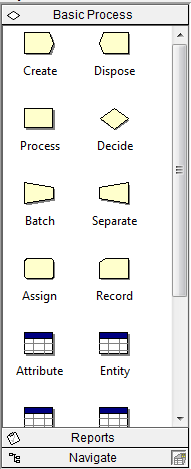 Basic Process
Create Dispose
Process Decide
Batch Separate
Assign Record
Attribute Entity
Reports
Navigate